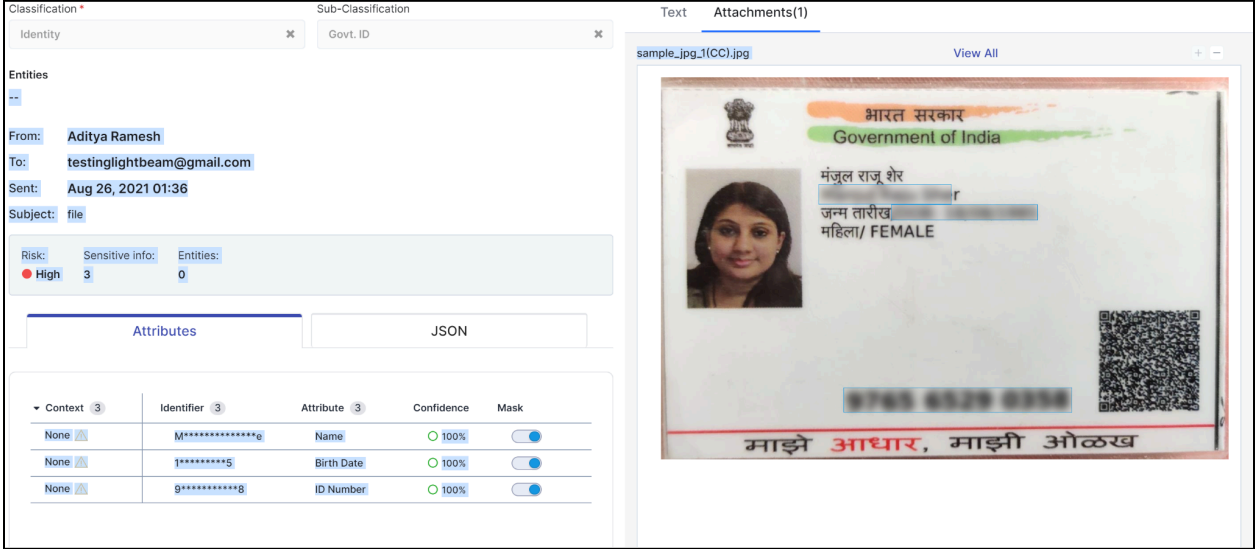 Classification *
Sub-Classification
Identity
Govt. ID
Entities
--
From: Aditya Ramesh
To: testinglightbeam@gmail.com
Sent: Aug 26, 2021 01:36
Subject: file
Risk: Sensitive info: Entities:
High 3 0
Attributes
JSON
Context 3 Identifier 3 Attribute 3 Confidence Mask
None M**************e Name 100%
None 1*********5 Birth Date 100%
None 9***********8 ID Number 100%
Text
Attachments(1)
sample_jpg_1(CC).jpg
View All
भारत सरकार
Government of India
मंजुल राजू शेर
r
जन्म तारीख
महिला/ FEMALE
माझे आधार, माझी ओळख